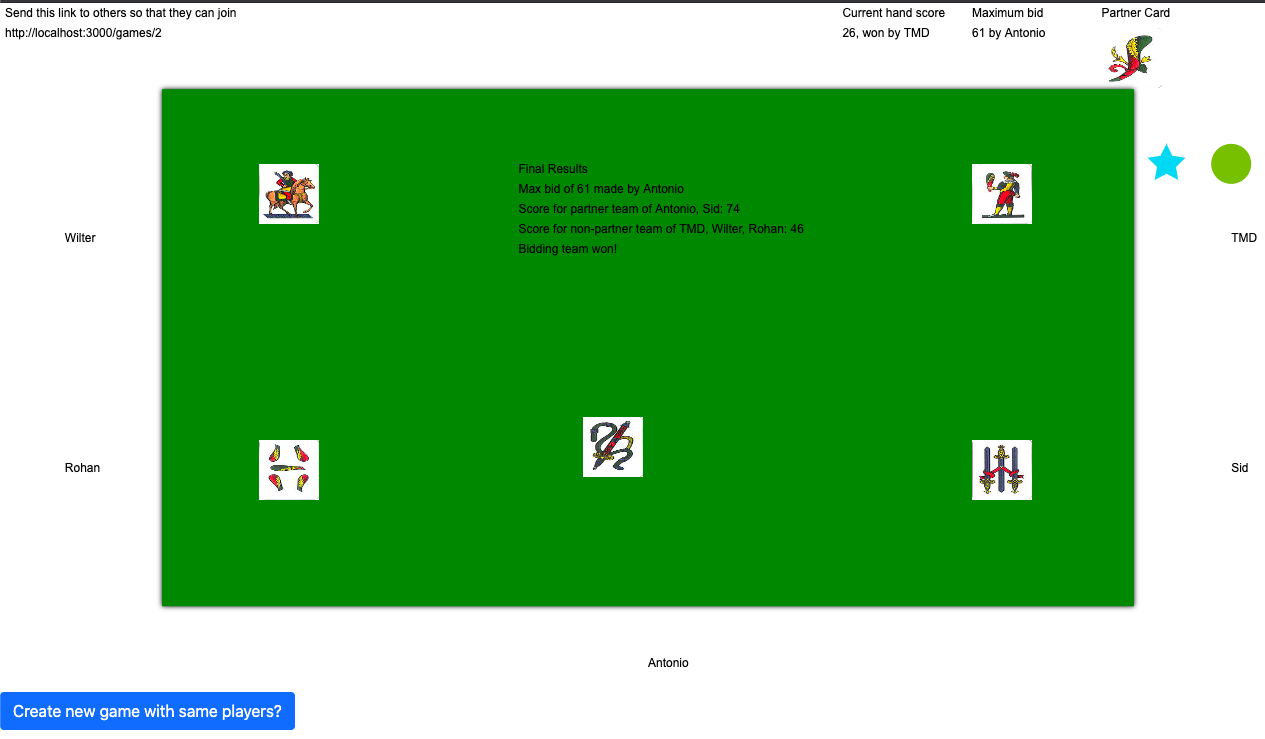 Send this link to others so that they can join
http://localhost:3000/games/2
Current hand score
26, won by TMD
Maximum bid
61 by Antonio
Partner Card
Final Results
Max bid of 61 made by Antonio
Score for partner team of Antonio, Sid: 74
Score for non-partner team of TMD, Wilter, Rohan: 46
Bidding team won!
Wilter
TMD
Rohan
Sid
Antonio
Create new game with same players?